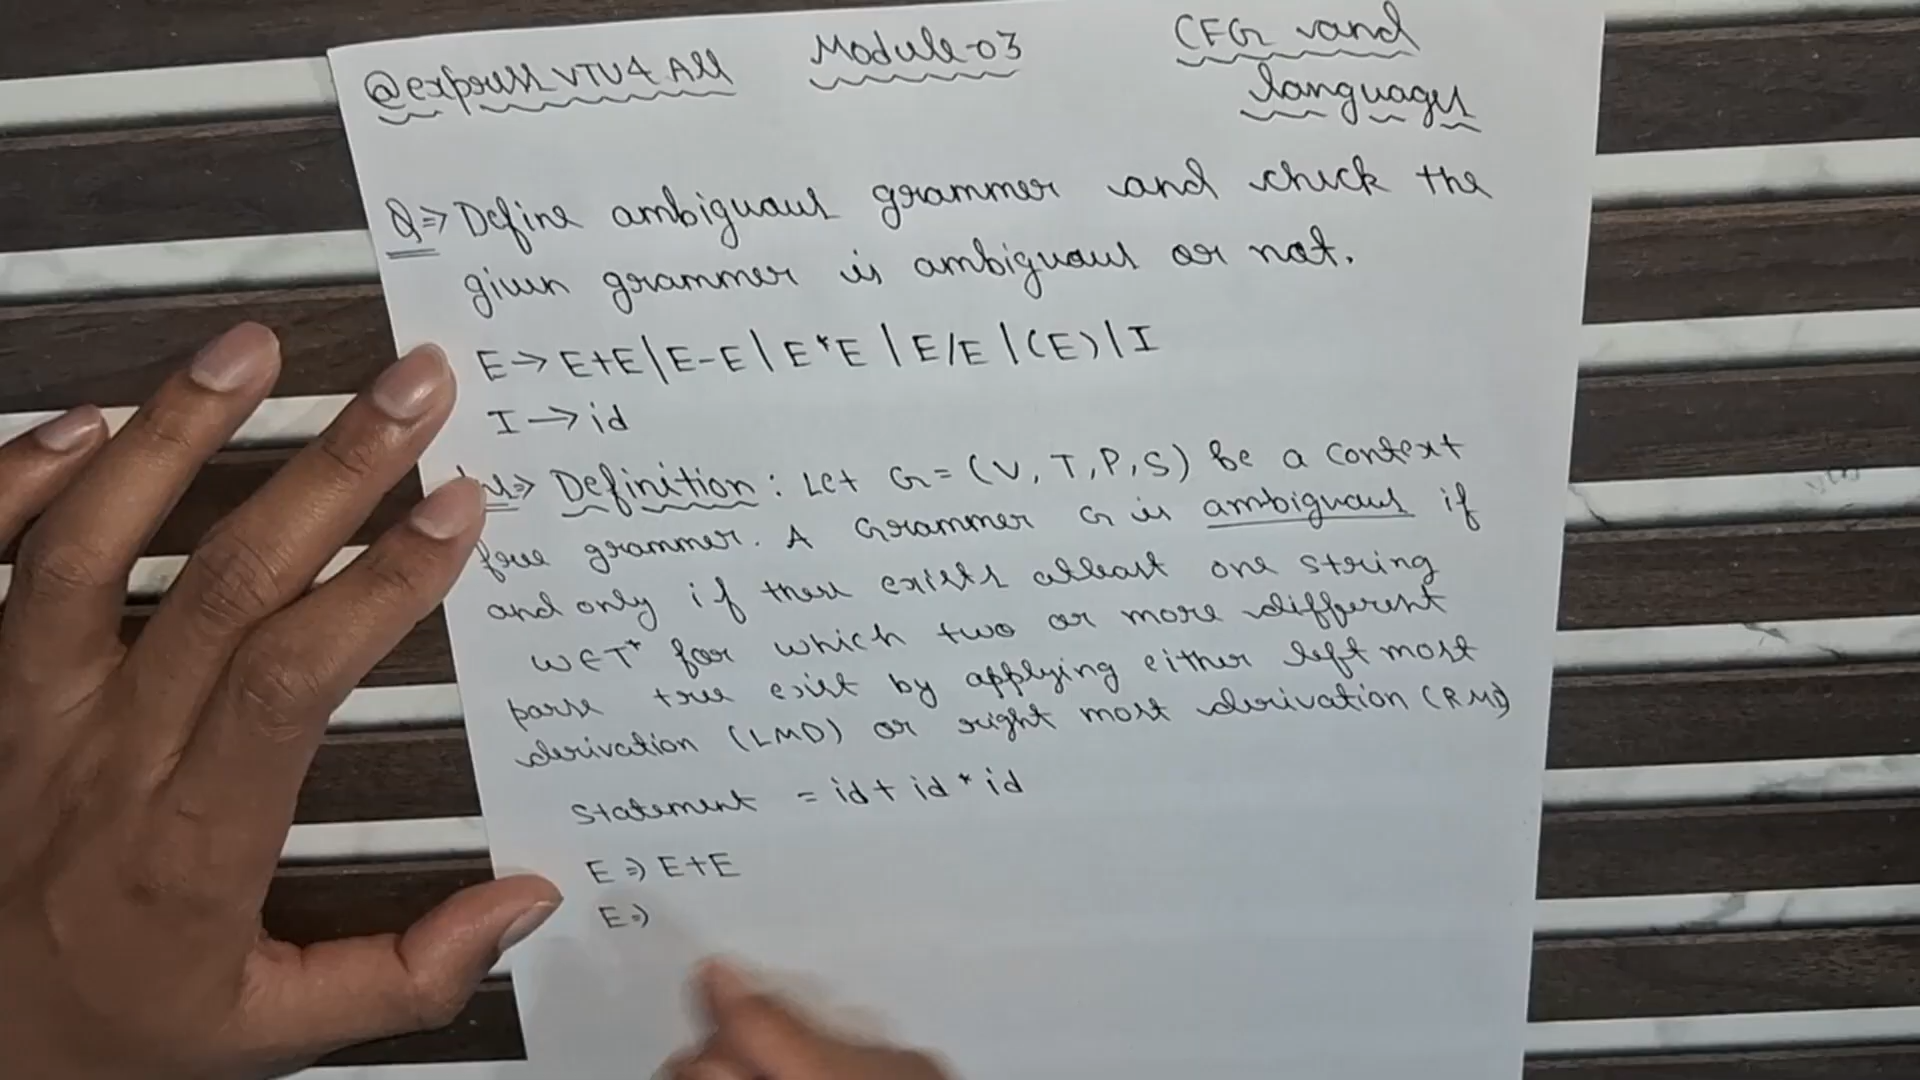 @express VTU4 All Module-03 CFG and
languages
Q⇒ Define ambiguous grammer and check the
given grammer is ambiguous or not.
E → E+E | E-E | E*E | E/E | (E) | I
I → id
Definition: Let G = (V, T, P, S) be a context
free grammer. A Grammer G is ambiguous if
and only if there exists atleast one string
W∈T* for which two or more different
parse tree exist by applying either left most
derivation (LMD) or right most derivation (RMD)
statement = id + id * id
E ⇒ E+E
E ⇒